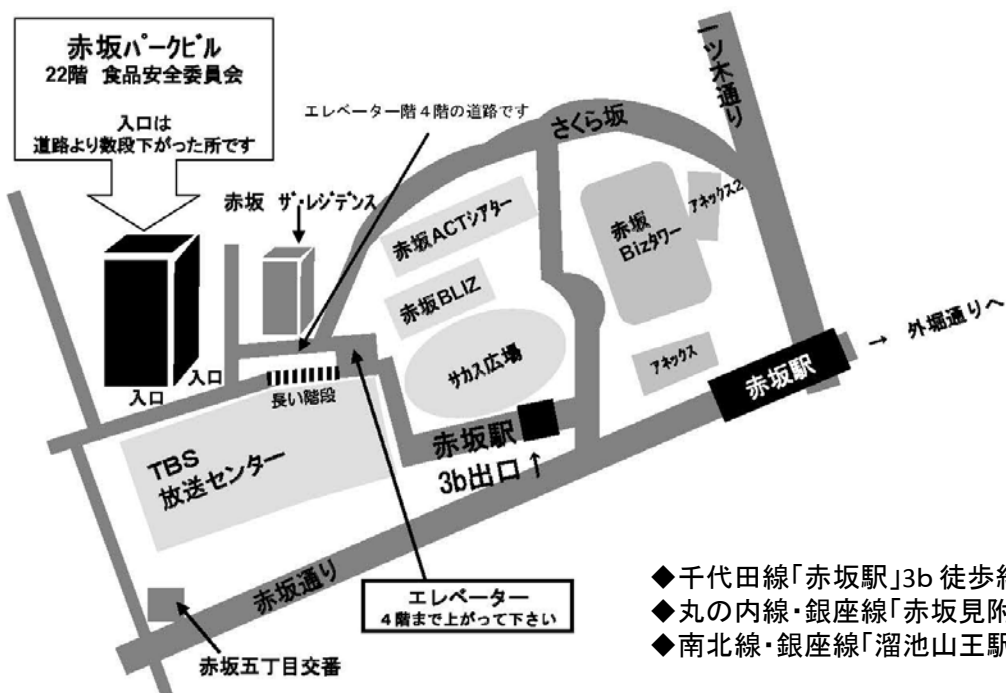 赤坂パークビル
22階 食品安全委員会
入口は
道路より数段下がった所です
エレベーター階4階の道路です
赤坂 ザ・レジデンス
さくら坂
一ツ木通り
赤坂ACTシアター
赤坂BLIZ
サカス広場
赤坂
Bizタワー
アネックス2
アネックス
→ 外堀通りへ
赤坂駅
入口
入口
長い階段
赤坂駅
3b出口 ↑
TBS
放送センター
赤坂通り
エレベーター
4階まで上がって下さい
赤坂五丁目交番
◆千代田線「赤坂駅」3b 徒歩
◆丸の内線・銀座線「赤坂見附
◆南北線・銀座線「溜池山王駅